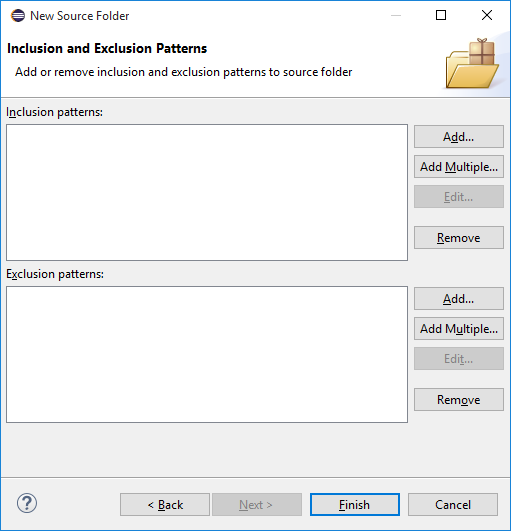 New Source Folder
Inclusion and Exclusion Patterns
Add or remove inclusion and exclusion patterns to source folder
Inclusion patterns:
Add...
Add Multiple...
Edit...
Remove
Exclusion patterns:
Add...
Add Multiple...
Edit...
Remove
? < Back Next > Finish Cancel